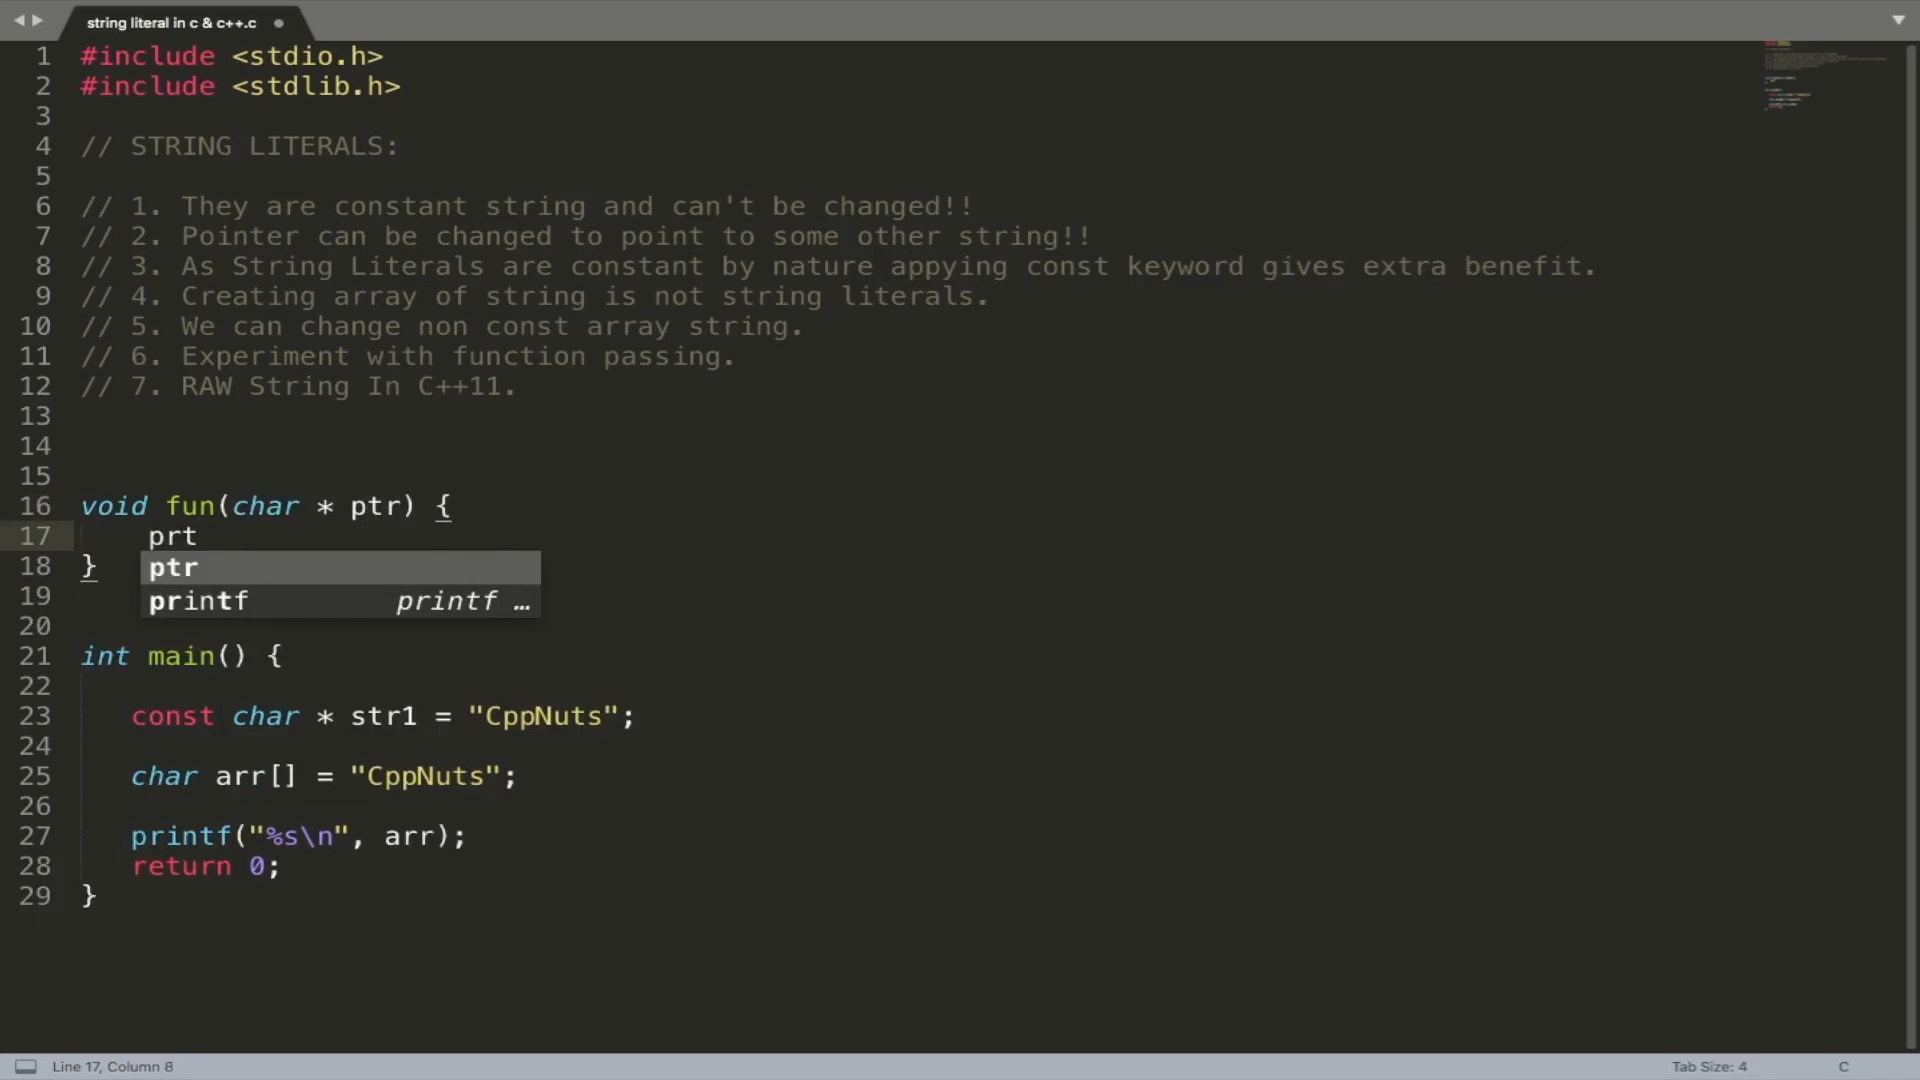 string literal in c & c++.c
1 #include <stdio.h>
2 #include <stdlib.h>
3
4 // STRING LITERALS:
5
6 // 1. They are constant string and can't be changed!!
7 // 2. Pointer can be changed to point to some other string!!
8 // 3. As String Literals are constant by nature appying const keyword gives extra benefit.
9 // 4. Creating array of string is not string literals.
10 // 5. We can change non const array string.
11 // 6. Experiment with function passing.
12 // 7. RAW String In C++11.
13
14
15
16 void fun(char * ptr) {
17 prt
18 }
ptr
19
printf printf …
20
21 int main() {
22
23 const char * str1 = "CppNuts";
24
25 char arr[] = "CppNuts";
26
27 printf("%s\n", arr);
28 return 0;
29 }
Line 17, Column 8
Tab Size: 4
C